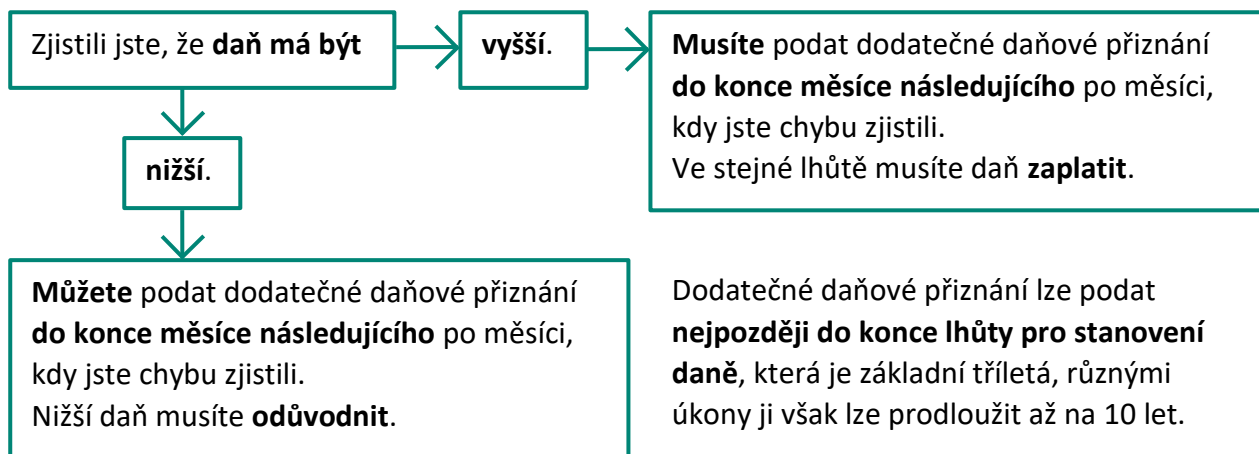 Zjistili jste, že daň má být
vyšší.
Musíte podat dodatečné daňové přiznání
do konce měsíce následujícího po měsíci,
kdy jste chybu zjistili.
Ve stejné lhůtě musíte daň zaplatit.
nižší.
Můžete podat dodatečné daňové přiznání
do konce měsíce následujícího po měsíci,
kdy jste chybu zjistili.
Nižší daň musíte odůvodnit.
Dodatečné daňové přiznání lze podat
nejpozději do konce lhůty pro stanovení
daně, která je základní tříletá, různými
úkony ji však lze prodloužit až na 10 let.